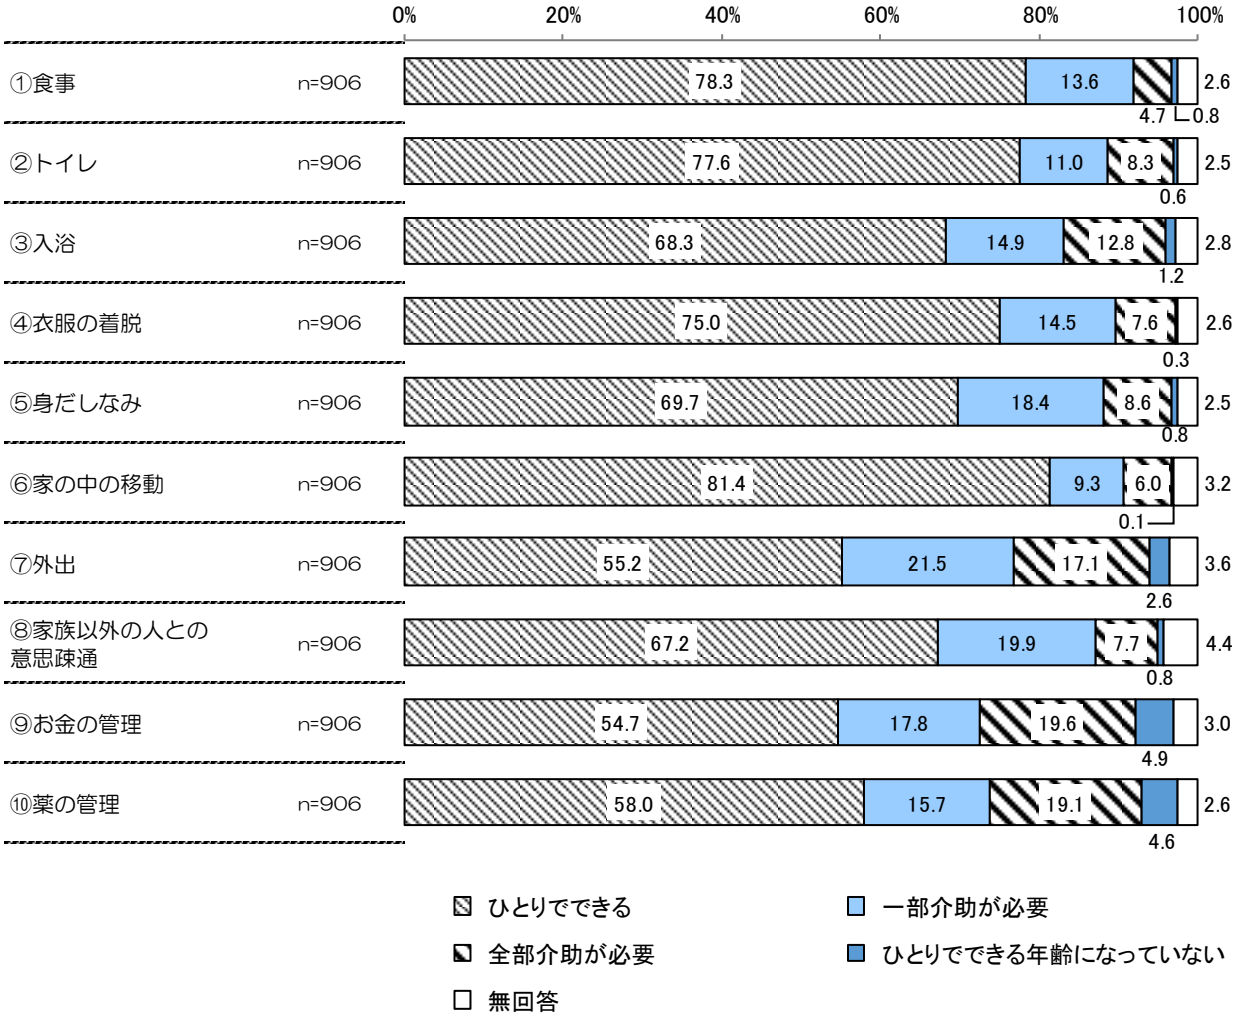 0% 20% 40% 60% 80% 100%
①食事 n=906 78.3 13.6 2.6
4.7 0.8
②トイレ n=906 77.6 11.0 8.3 2.5
0.6
③入浴 n=906 68.3 14.9 12.8 2.8
1.2
④衣服の着脱 n=906 75.0 14.5 7.6 2.6
0.3
⑤身だしなみ n=906 69.7 18.4 8.6 2.5
0.8
⑥家の中の移動 n=906 81.4 9.3 6.0 3.2
0.1
⑦外出 n=906 55.2 21.5 17.1 3.6
2.6
⑧家族以外の人との
意思疎通 n=906 67.2 19.9 7.7 4.4
0.8
⑨お金の管理 n=906 54.7 17.8 19.6 3.0
4.9
⑩薬の管理 n=906 58.0 15.7 19.1 2.6
4.6
ひとりでできる 一部介助が必要
全部介助が必要 ひとりでできる年齢になっていない
無回答